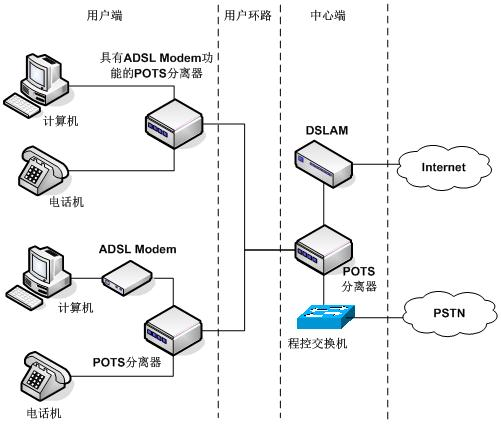 用户端
用户环路
中心端
具有ADSL Modem功
能的POTS分离器
计算机
电话机
DSLAM
Internet
ADSL Modem
计算机
POTS
分离器
PSTN
程控交换机
POTS分离器
电话机